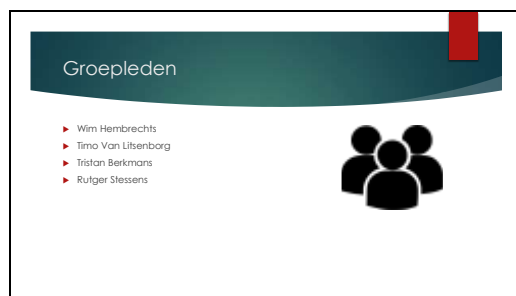 Groepleden
Wim Hembrechts
Timo Van Litsenborg
Tristan Berkmans
Rutger Stessens